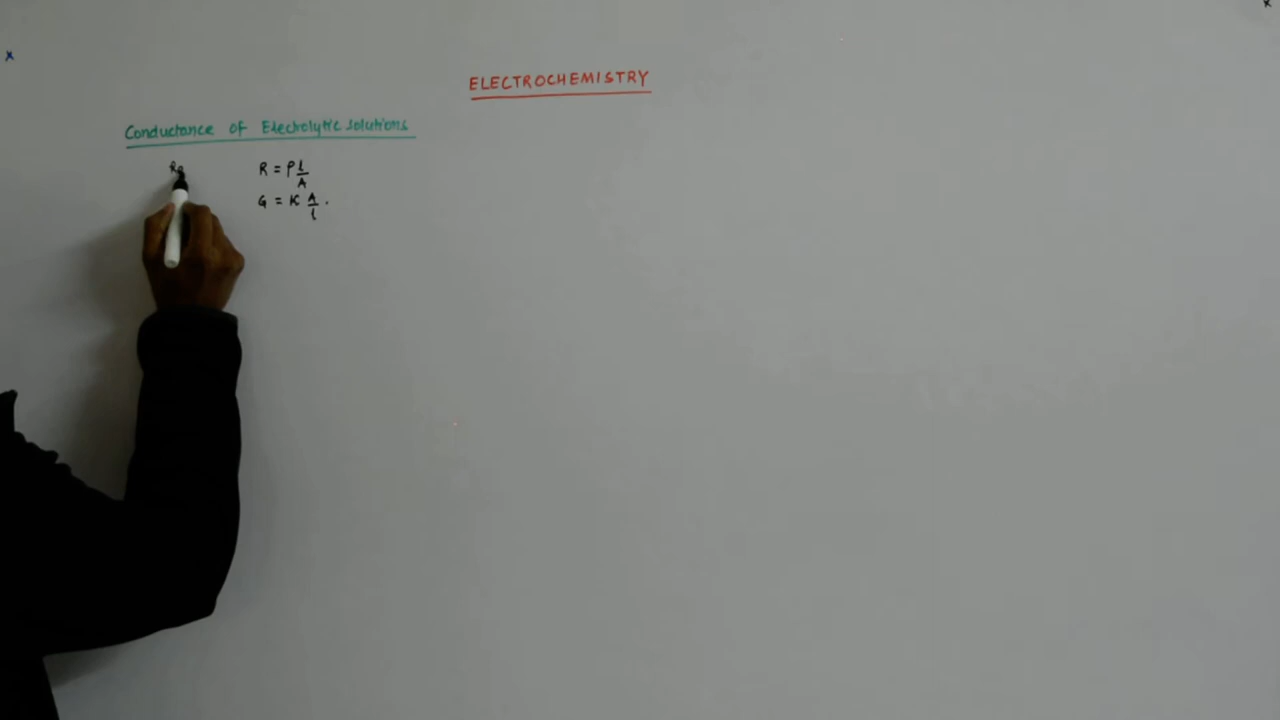 ELECTROCHEMISTRY
Conductance of Electrolytic solutions
R = ρ l/A
G = K A/l .